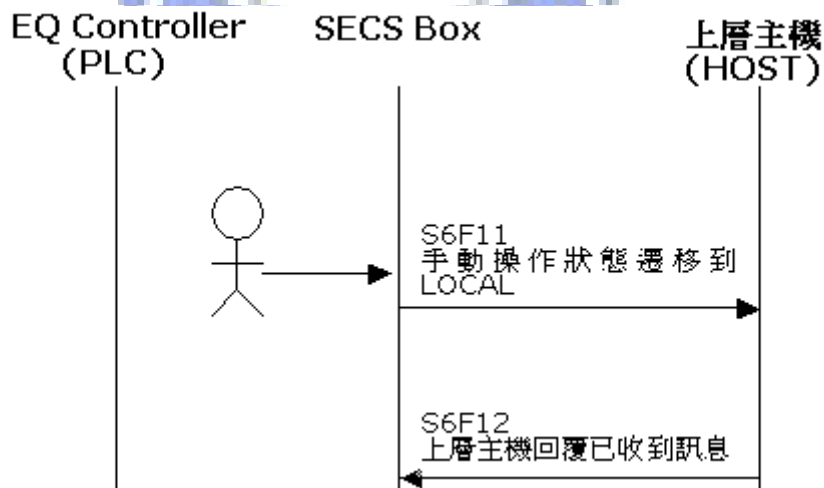 EQ Controller
(PLC)
SECS Box
上層主機
(HOST)
S6F11
手動操作狀態遷移到
LOCAL
S6F12
上層主機回覆已收到訊息